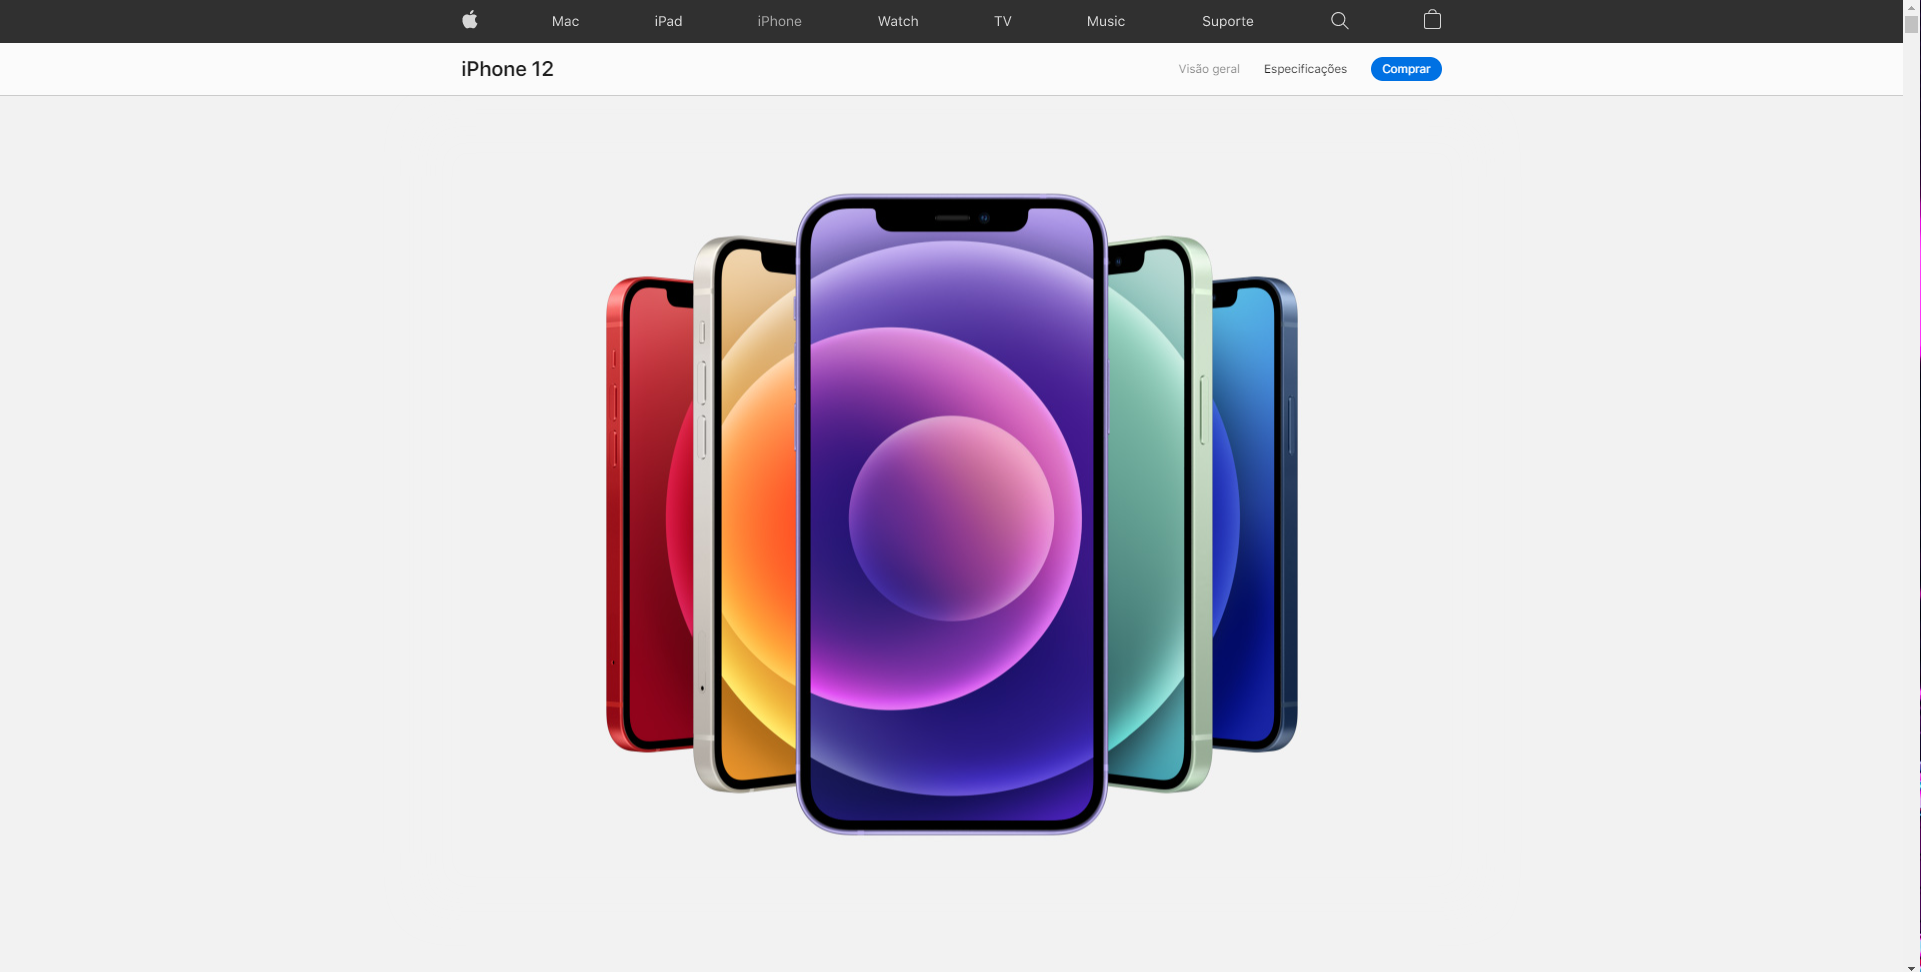 Mac iPad iPhone Watch TV Music Suporte
iPhone 12 Visão geral Especificações Comprar